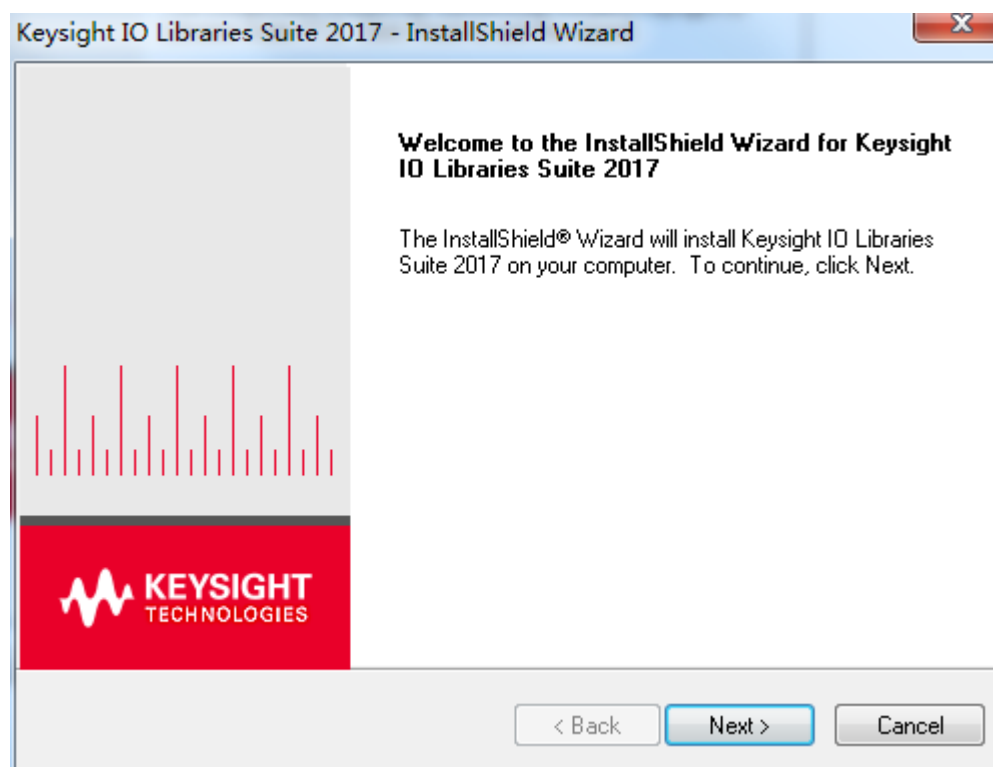 Keysight IO Libraries Suite 2017 - InstallShield Wizard
Welcome to the InstallShield Wizard for Keysight
IO Libraries Suite 2017
The InstallShield® Wizard will install Keysight IO Libraries
Suite 2017 on your computer.  To continue, click Next.
KEYSIGHT
TECHNOLOGIES
< Back
Next >
Cancel